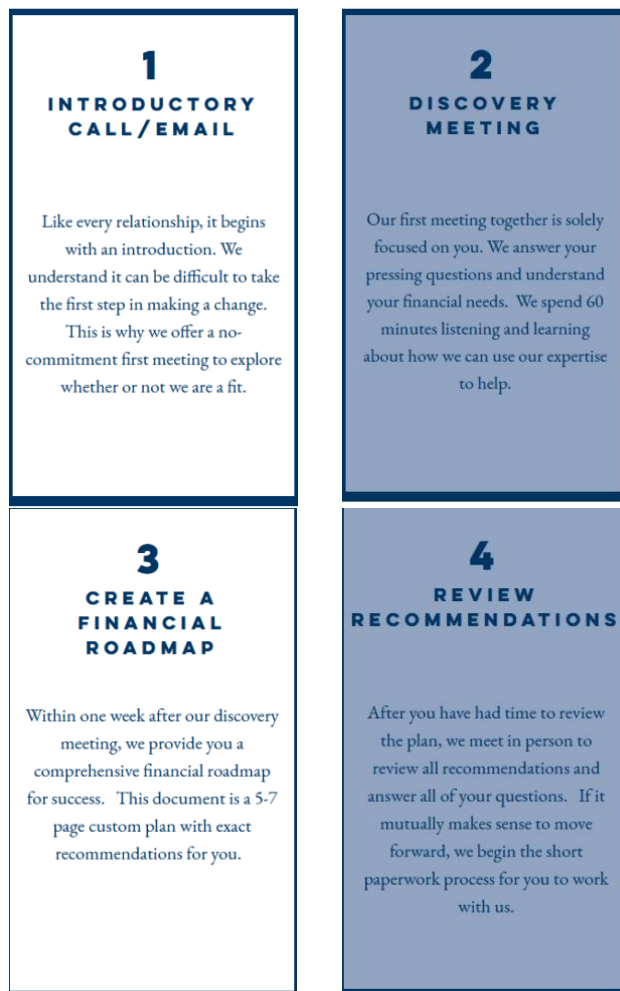 1
INTRODUCTORY
CALL/EMAIL
Like every relationship, it begins
with an introduction. We
understand it can be difficult to take
the first step in making a change.
This is why we offer a no-
commitment first meeting to explore
whether or not we are a fit.
2
DISCOVERY
MEETING
Our first meeting together is solely
focused on you. We answer your
pressing questions and understand
your financial needs.  We spend 60
minutes listening and learning
about how we can use our expertise
to help.
3
CREATE A
FINANCIAL
ROADMAP
Within one week after our discovery
meeting, we provide you a
comprehensive financial roadmap
for success.   This document is a 5-7
page custom plan with exact
recommendations for you.
4
REVIEW
RECOMMENDATIONS
After you have had time to review
the plan, we meet in person to
review all recommendations and
answer all of your questions.   If it
mutually makes sense to move
forward, we begin the short
paperwork process for you to work
with us.